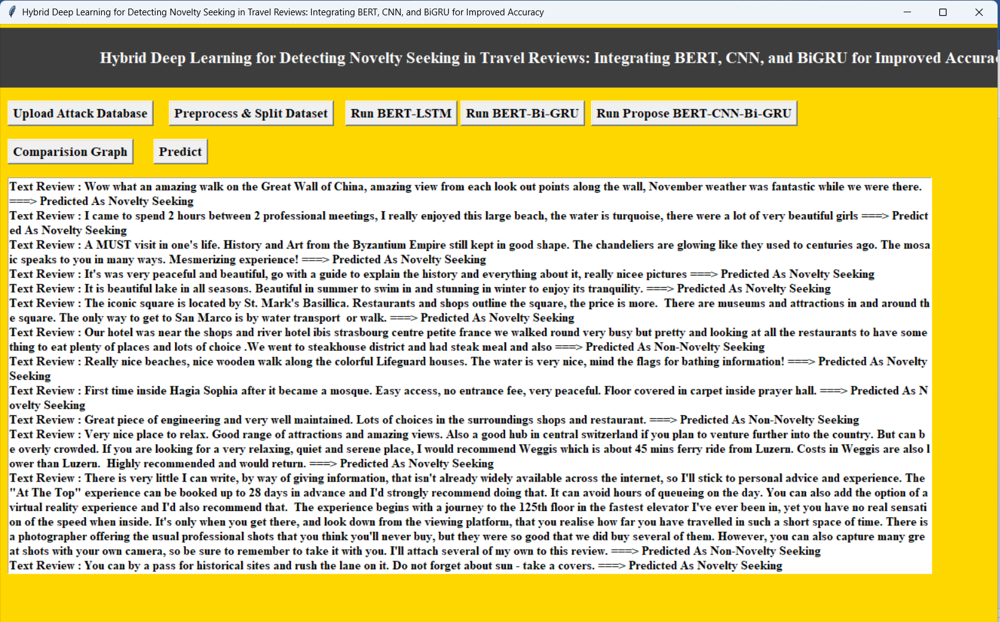 Hybrid Deep Learning for Detecting Novelty Seeking in Travel Reviews: Integrating BERT, CNN, and BiGRU for Improved Accuracy
Hybrid Deep Learning for Detecting Novelty Seeking in Travel Reviews: Integrating BERT, CNN, and BiGRU for Improved Accurac
Upload Attack Database
Preprocess & Split Dataset
Run BERT-LSTM
Run BERT-Bi-GRU
Run Propose BERT-CNN-Bi-GRU
Comparision Graph
Predict
Text Review : Wow what an amazing walk on the Great Wall of China, amazing view from each look out points along the wall, November weather was fantastic while we were there.
===> Predicted As Novelty Seeking
Text Review : I came to spend 2 hours between 2 professional meetings, I really enjoyed this large beach, the water is turquoise, there were a lot of very beautiful girls ===> Predict
ed As Novelty Seeking
Text Review : A MUST visit in one's life. History and Art from the Byzantium Empire still kept in good shape. The chandeliers are glowing like they used to centuries ago. The mosa
ic speaks to you in many ways. Mesmerizing experience! ===> Predicted As Novelty Seeking
Text Review : It's was very peaceful and beautiful, go with a guide to explain the history and everything about it, really nicee pictures ===> Predicted As Novelty Seeking
Text Review : It is beautiful lake in all seasons. Beautiful in summer to swim in and stunning in winter to enjoy its tranquility. ===> Predicted As Novelty Seeking
Text Review : The iconic square is located by St. Mark's Basillica. Restaurants and shops outline the square, the price is more.  There are museums and attractions in and around th
e square. The only way to get to San Marco is by water transport  or walk. ===> Predicted As Novelty Seeking
Text Review : Our hotel was near the shops and river hotel ibis strasbourg centre petite france we walked round very busy but pretty and looking at all the restaurants to have some
thing to eat plenty of places and lots of choice .We went to steakhouse district and had steak meal and also ===> Predicted As Non-Novelty Seeking
Text Review : Really nice beaches, nice wooden walk along the colorful Lifeguard houses. The water is very nice, mind the flags for bathing information! ===> Predicted As Novelty
Seeking
Text Review : First time inside Hagia Sophia after it became a mosque. Easy access, no entrance fee, very peaceful. Floor covered in carpet inside prayer hall. ===> Predicted As N
ovelty Seeking
Text Review : Great piece of engineering and very well maintained. Lots of choices in the surroundings shops and restaurant. ===> Predicted As Non-Novelty Seeking
Text Review : Very nice place to relax. Good range of attractions and amazing views. Also a good hub in central switzerland if you plan to venture further into the country. But can b
e overly crowded. If you are looking for a very relaxing, quiet and serene place, I would recommend Weggis which is about 45 mins ferry ride from Luzern. Costs in Weggis are also l
ower than Luzern.  Highly recommended and would return. ===> Predicted As Novelty Seeking
Text Review : There is very little I can write, by way of giving information, that isn't already widely available across the internet, so I'll stick to personal advice and experience. The
"At The Top" experience can be booked up to 28 days in advance and I'd strongly recommend doing that. It can avoid hours of queueing on the day. You can also add the option of a
virtual reality experience and I'd also recommend that.  The experience begins with a journey to the 125th floor in the fastest elevator I've ever been in, yet you have no real sensati
on of the speed when inside. It's only when you get there, and look down from the viewing platform, that you realise how far you have travelled in such a short space of time. There is
a photographer offering the usual professional shots that you think you'll never buy, but they were so good that we did buy several of them. However, you can also capture many gre
at shots with your own camera, so be sure to remember to take it with you. I'll attach several of my own to this review. ===> Predicted As Non-Novelty Seeking
Text Review : You can by a pass for historical sites and rush the lane on it. Do not forget about sun - take a covers. ===> Predicted As Novelty Seeking